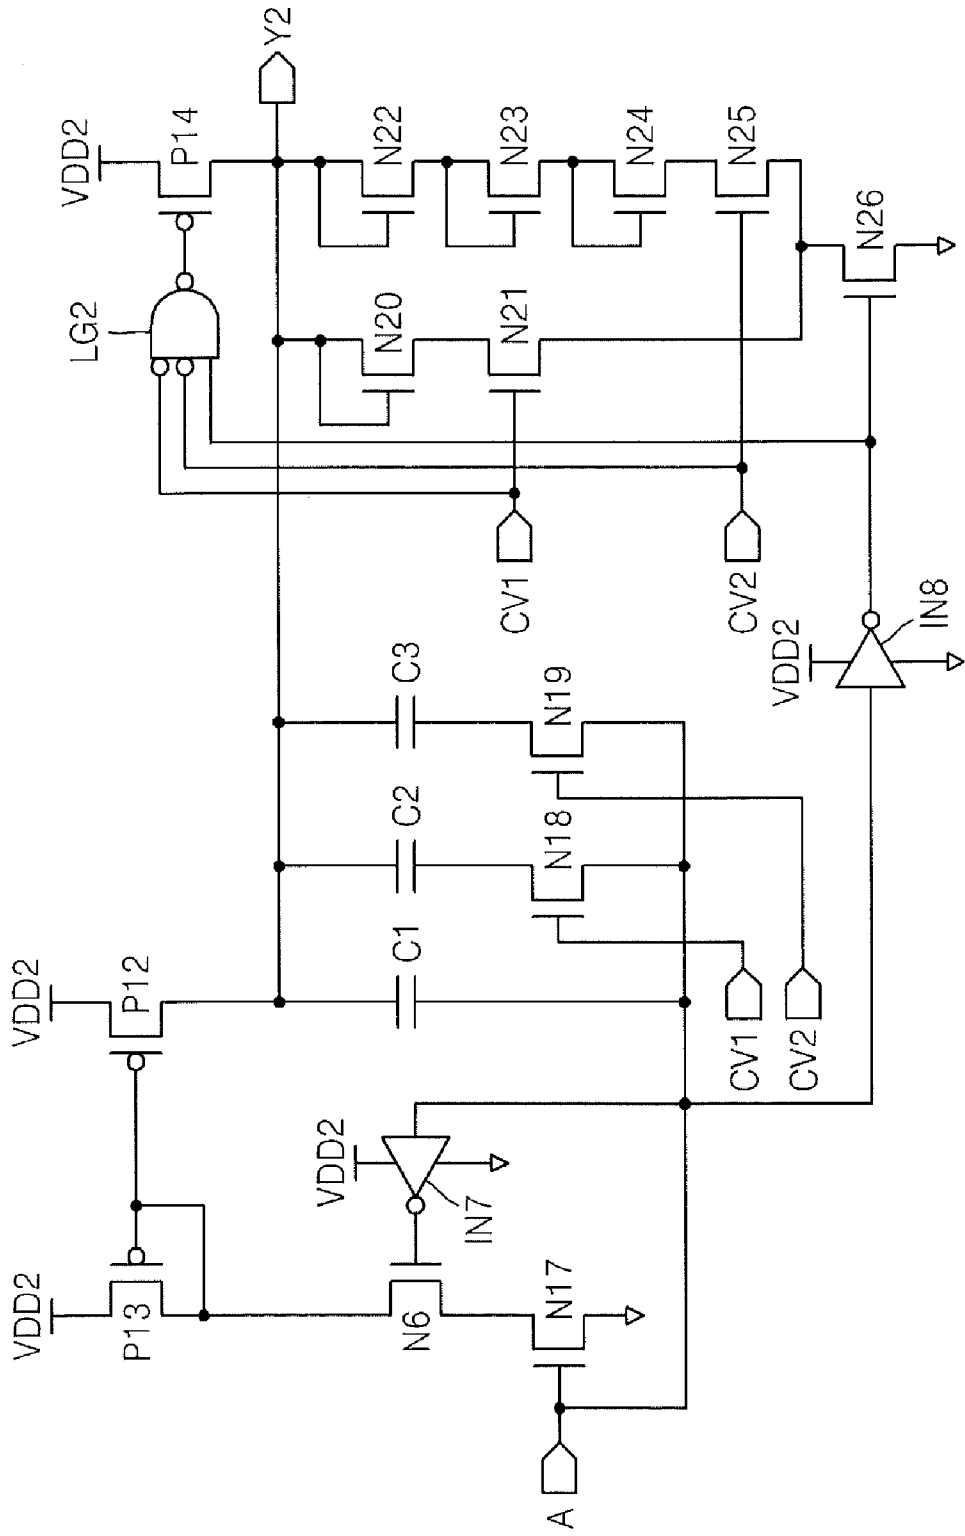 VDD2
P13
VDD2
P12
N6
VDD2
IN7
N17
A
C1
C2
C3
N18
N19
CV1
CV2
LG2
VDD2
P14
Y2
N20
N21
N22
N23
N24
N25
CV1
CV2
VDD2
IN8
N26